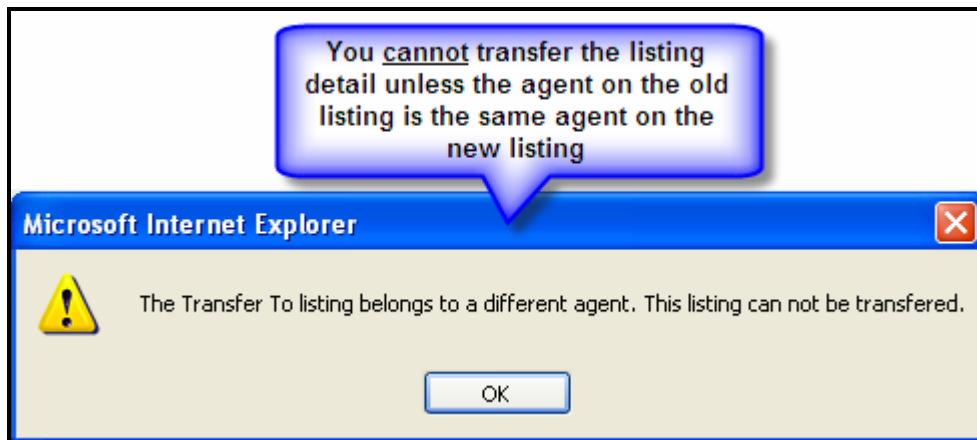 You cannot transfer the listing
detail unless the agent on the old
listing is the same agent on the
new listing
Microsoft Internet Explorer
The Transfer To listing belongs to a different agent. This listing can not be transfered.
OK